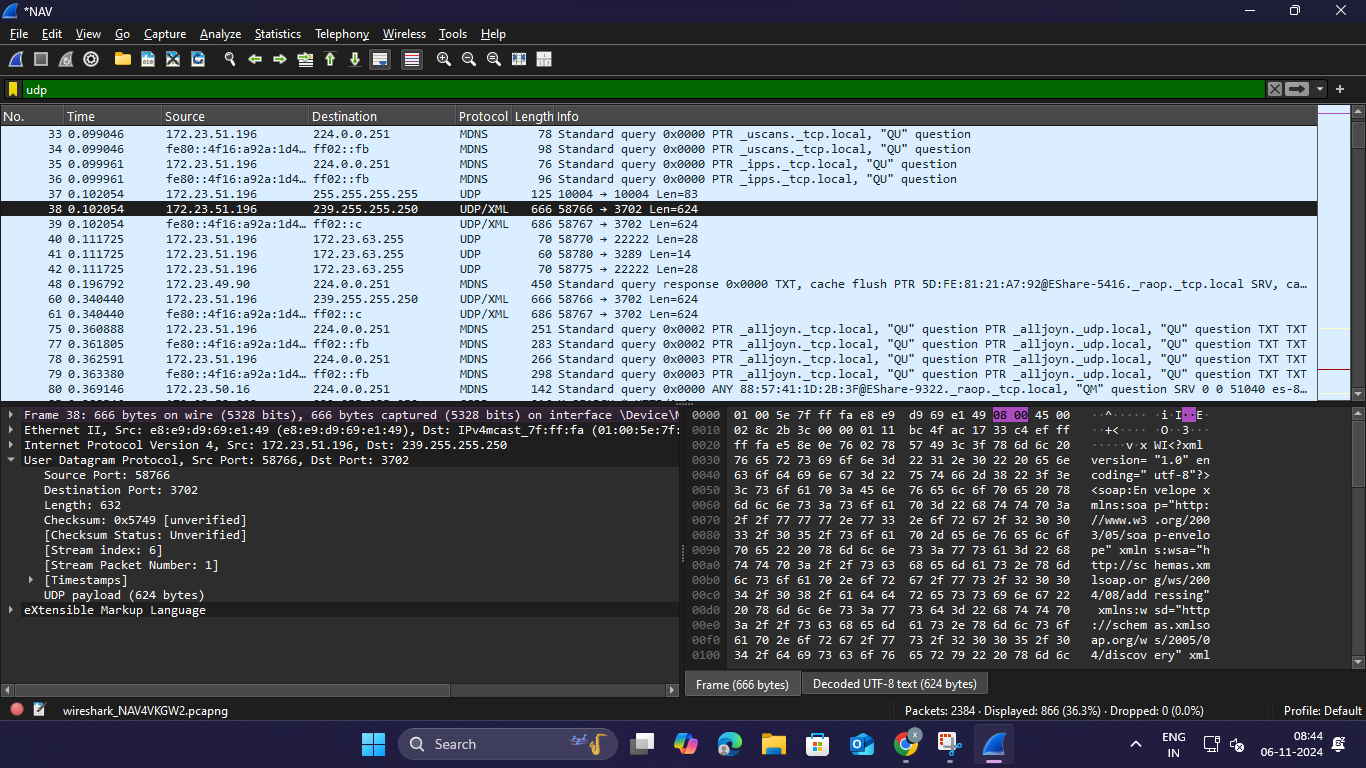 *NAV
File Edit View Go Capture Analyze Statistics Telephony Wireless Tools Help
udp
No. Time Source Destination Protocol Length Info
33 0.099046 172.23.51.196 224.0.0.251 MDNS 78 Standard query 0x0000 PTR _uscans._tcp.local, "QU" question
34 0.099046 fe80::4f16:a92a:1d4… ff02::fb MDNS 98 Standard query 0x0000 PTR _uscans._tcp.local, "QU" question
35 0.099961 172.23.51.196 224.0.0.251 MDNS 76 Standard query 0x0000 PTR _ipps._tcp.local, "QU" question
36 0.099961 fe80::4f16:a92a:1d4… ff02::fb MDNS 96 Standard query 0x0000 PTR _ipps._tcp.local, "QU" question
37 0.102054 172.23.51.196 255.255.255.255 UDP 125 10004 → 10004 Len=83
38 0.102054 172.23.51.196 239.255.255.250 UDP/XML 666 58766 → 3702 Len=624
39 0.102054 fe80::4f16:a92a:1d4… ff02::c UDP/XML 686 58767 → 3702 Len=624
40 0.111725 172.23.51.196 172.23.63.255 UDP 70 58770 → 22222 Len=28
41 0.111725 172.23.51.196 172.23.63.255 UDP 60 58780 → 3289 Len=14
42 0.111725 172.23.51.196 172.23.63.255 UDP 70 58775 → 22222 Len=28
48 0.196792 172.23.49.90 224.0.0.251 MDNS 450 Standard query response 0x0000 TXT, cache flush PTR 5D:FE:81:21:A7:92@EShare-5416._raop._tcp.local SRV, ca…
60 0.340440 172.23.51.196 239.255.255.250 UDP/XML 666 58766 → 3702 Len=624
61 0.340440 fe80::4f16:a92a:1d4… ff02::c UDP/XML 686 58767 → 3702 Len=624
75 0.360888 172.23.51.196 224.0.0.251 MDNS 251 Standard query 0x0002 PTR _alljoyn._tcp.local, "QU" question PTR _alljoyn._udp.local, "QU" question TXT TXT
77 0.361805 fe80::4f16:a92a:1d4… ff02::fb MDNS 283 Standard query 0x0002 PTR _alljoyn._tcp.local, "QU" question PTR _alljoyn._udp.local, "QU" question TXT TXT
78 0.362591 172.23.51.196 224.0.0.251 MDNS 266 Standard query 0x0003 PTR _alljoyn._tcp.local, "QU" question PTR _alljoyn._udp.local, "QU" question TXT TXT
79 0.363380 fe80::4f16:a92a:1d4… ff02::fb MDNS 298 Standard query 0x0003 PTR _alljoyn._tcp.local, "QU" question PTR _alljoyn._udp.local, "QU" question TXT TXT
80 0.369146 172.23.50.16 224.0.0.251 MDNS 142 Standard query 0x0000 ANY 88:57:41:1D:2B:3F@EShare-9322._raop._tcp.local, "QM" question SRV 0 0 51040 es-8…
Frame 38: 666 bytes on wire (5328 bits), 666 bytes captured (5328 bits) on interface \Device\N
Ethernet II, Src: e8:e9:d9:69:e1:49 (e8:e9:d9:69:e1:49), Dst: IPv4mcast_7f:ff:fa (01:00:5e:7f:
Internet Protocol Version 4, Src: 172.23.51.196, Dst: 239.255.255.250
User Datagram Protocol, Src Port: 58766, Dst Port: 3702
Source Port: 58766
Destination Port: 3702
Length: 632
Checksum: 0x5749 [unverified]
[Checksum Status: Unverified]
[Stream index: 6]
[Stream Packet Number: 1]
[Timestamps]
UDP payload (624 bytes)
eXtensible Markup Language
0000 01 00 5e 7f ff fa e8 e9 d9 69 e1 49 08 00 45 00 ··^····· ·i·I··E·
0010 02 8c 2b 3c 00 00 01 11 bc 4f ac 17 33 c4 ef ff ··+<···· ·O··3···
0020 ff fa e5 8e 0e 76 02 78 57 49 3c 3f 78 6d 6c 20 ·····v·x WI<?xml
0030 76 65 72 73 69 6f 6e 3d 22 31 2e 30 22 20 65 6e version= "1.0" en
0040 63 6f 64 69 6e 67 3d 22 75 74 66 2d 38 22 3f 3e coding=" utf-8"?>
0050 3c 73 6f 61 70 3a 45 6e 76 65 6c 6f 70 65 20 78 <soap:En velope x
0060 6d 6c 6e 73 3a 73 6f 61 70 3d 22 68 74 74 70 3a mlns:soa p="http:
0070 2f 2f 77 77 77 2e 77 33 2e 6f 72 67 2f 32 30 30 //www.w3 .org/200
0080 33 2f 30 35 2f 73 6f 61 70 2d 65 6e 76 65 6c 6f 3/05/soa p-envelo
0090 70 65 22 20 78 6d 6c 6e 73 3a 77 73 61 3d 22 68 pe" xmln s:wsa="h
00a0 74 74 70 3a 2f 2f 73 63 68 65 6d 61 73 2e 78 6d ttp://sc hemas.xm
00b0 6c 73 6f 61 70 2e 6f 72 67 2f 77 73 2f 32 30 30 lsoap.or g/ws/200
00c0 34 2f 30 38 2f 61 64 64 72 65 73 73 69 6e 67 22 4/08/add ressing"
00d0 20 78 6d 6c 6e 73 3a 77 73 64 3d 22 68 74 74 70 xmlns:w sd="http
00e0 3a 2f 2f 73 63 68 65 6d 61 73 2e 78 6d 6c 73 6f ://schem as.xmlso
00f0 61 70 2e 6f 72 67 2f 77 73 2f 32 30 30 35 2f 30 ap.org/w s/2005/0
0100 34 2f 64 69 73 63 6f 76 65 72 79 22 20 78 6d 6c 4/discov ery" xml
Frame (666 bytes) Decoded UTF-8 text (624 bytes)
wireshark_NAV4VKGW2.pcapng Packets: 2384 · Displayed: 866 (36.3%) · Dropped: 0 (0.0%) Profile: Default
Search
ENG
IN
08:44
06-11-2024